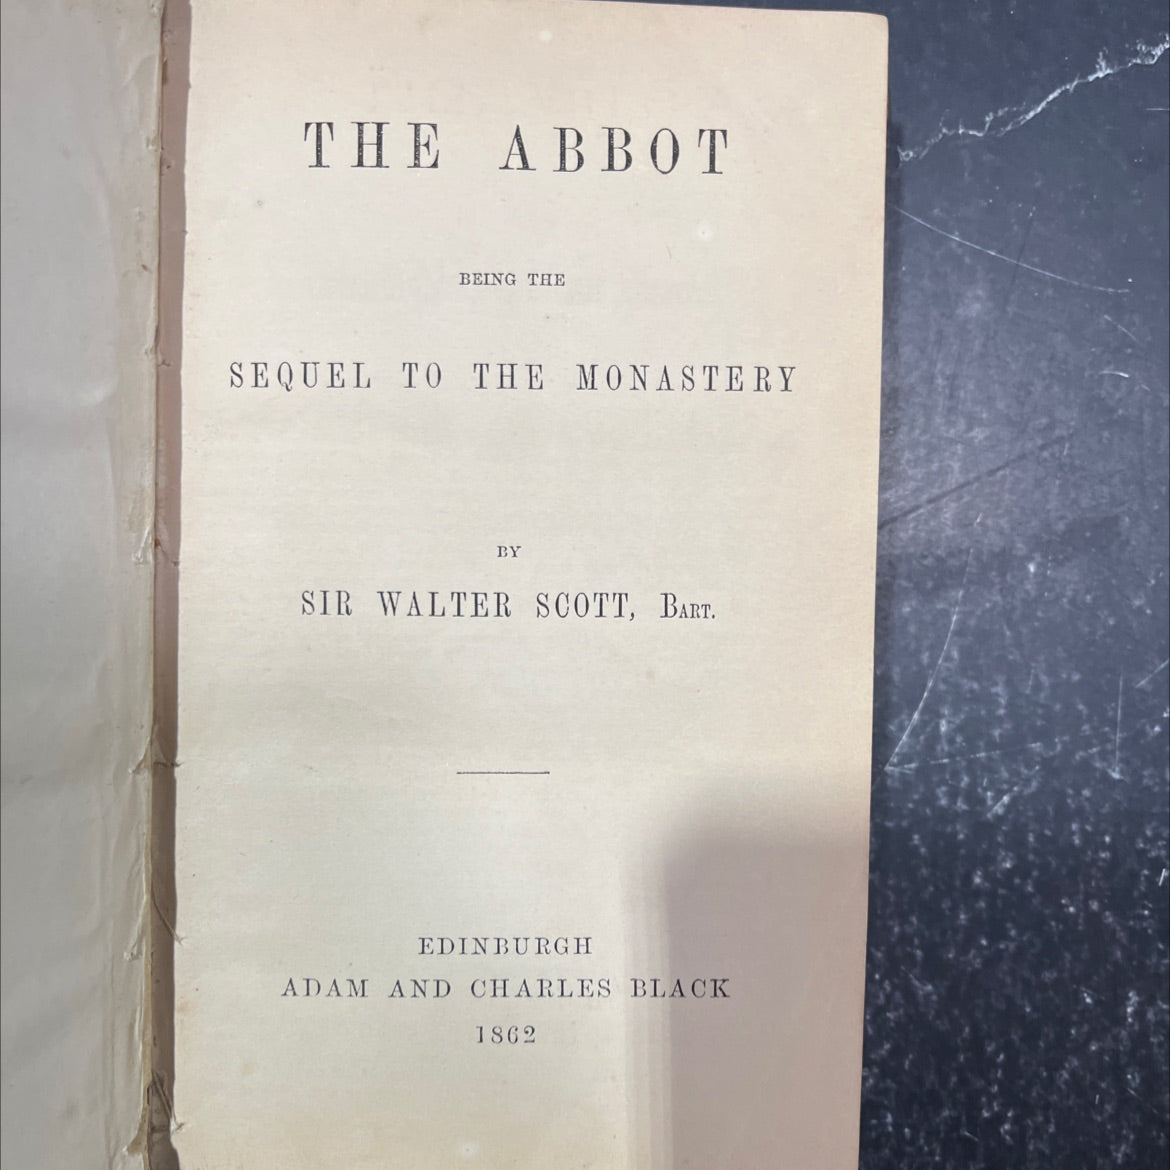 THE ABBOT
BEING THE
SEQUEL TO THE MONASTERY
BY
SIR WALTER SCOTT, BART.
EDINBURGH
ADAM AND CHARLES BLACK
1862